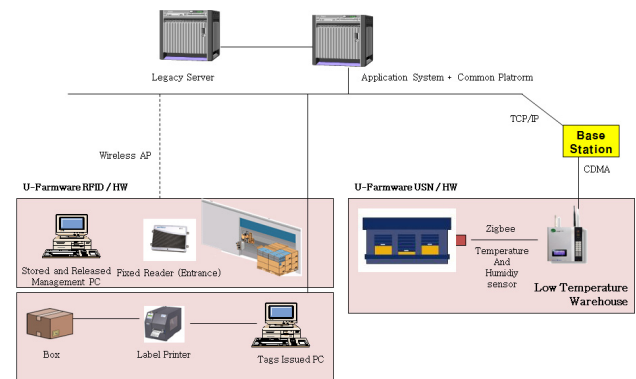 Legacy Server
Application System + Common Platrorm
TCP/IP
Base
Station
Wireless AP
CDMA
U-Farmware RFID / HW
U-Farmware USN / HW
Zigbee
Temperature
And
Humidiy
sensor
Stored and Released
Management PC
Fixed Reader (Entrance)
Low Temperature
Warehouse
Box
Label Printer
Tags Issued PC